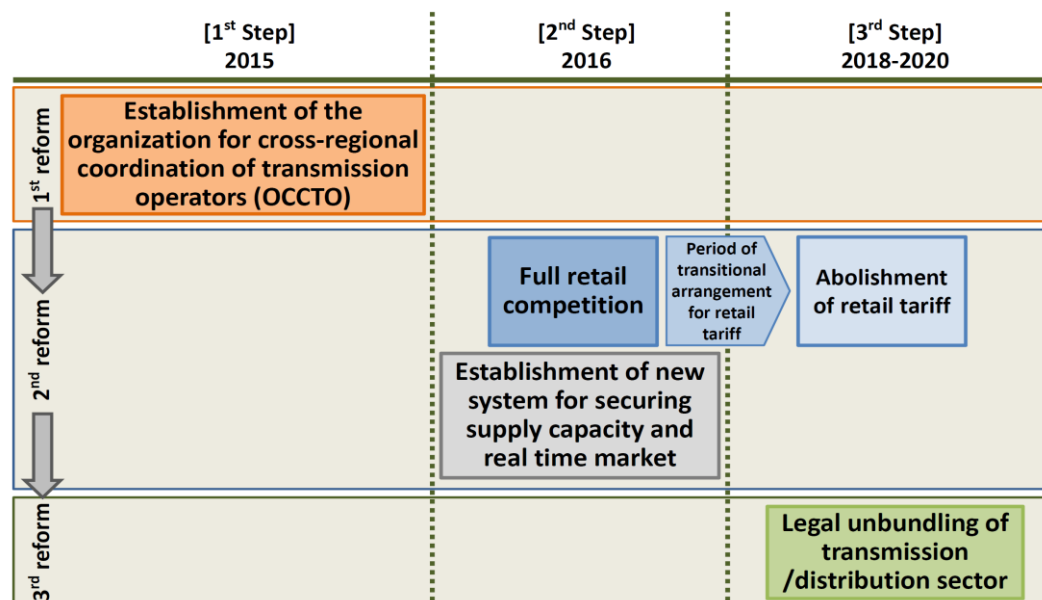 [1st Step]
2015
[2nd Step]
2016
[3rd Step]
2018-2020
1st reform
Establishment of the
organization for cross-regional
coordination of transmission
operators (OCCTO)
2nd reform
Full retail
competition
Period of
transitional
arrangement
for retail
tariff
Abolishment
of retail tariff
Establishment of new
system for securing
supply capacity and
real time market
3rd reform
Legal unbundling of
transmission
/distribution sector